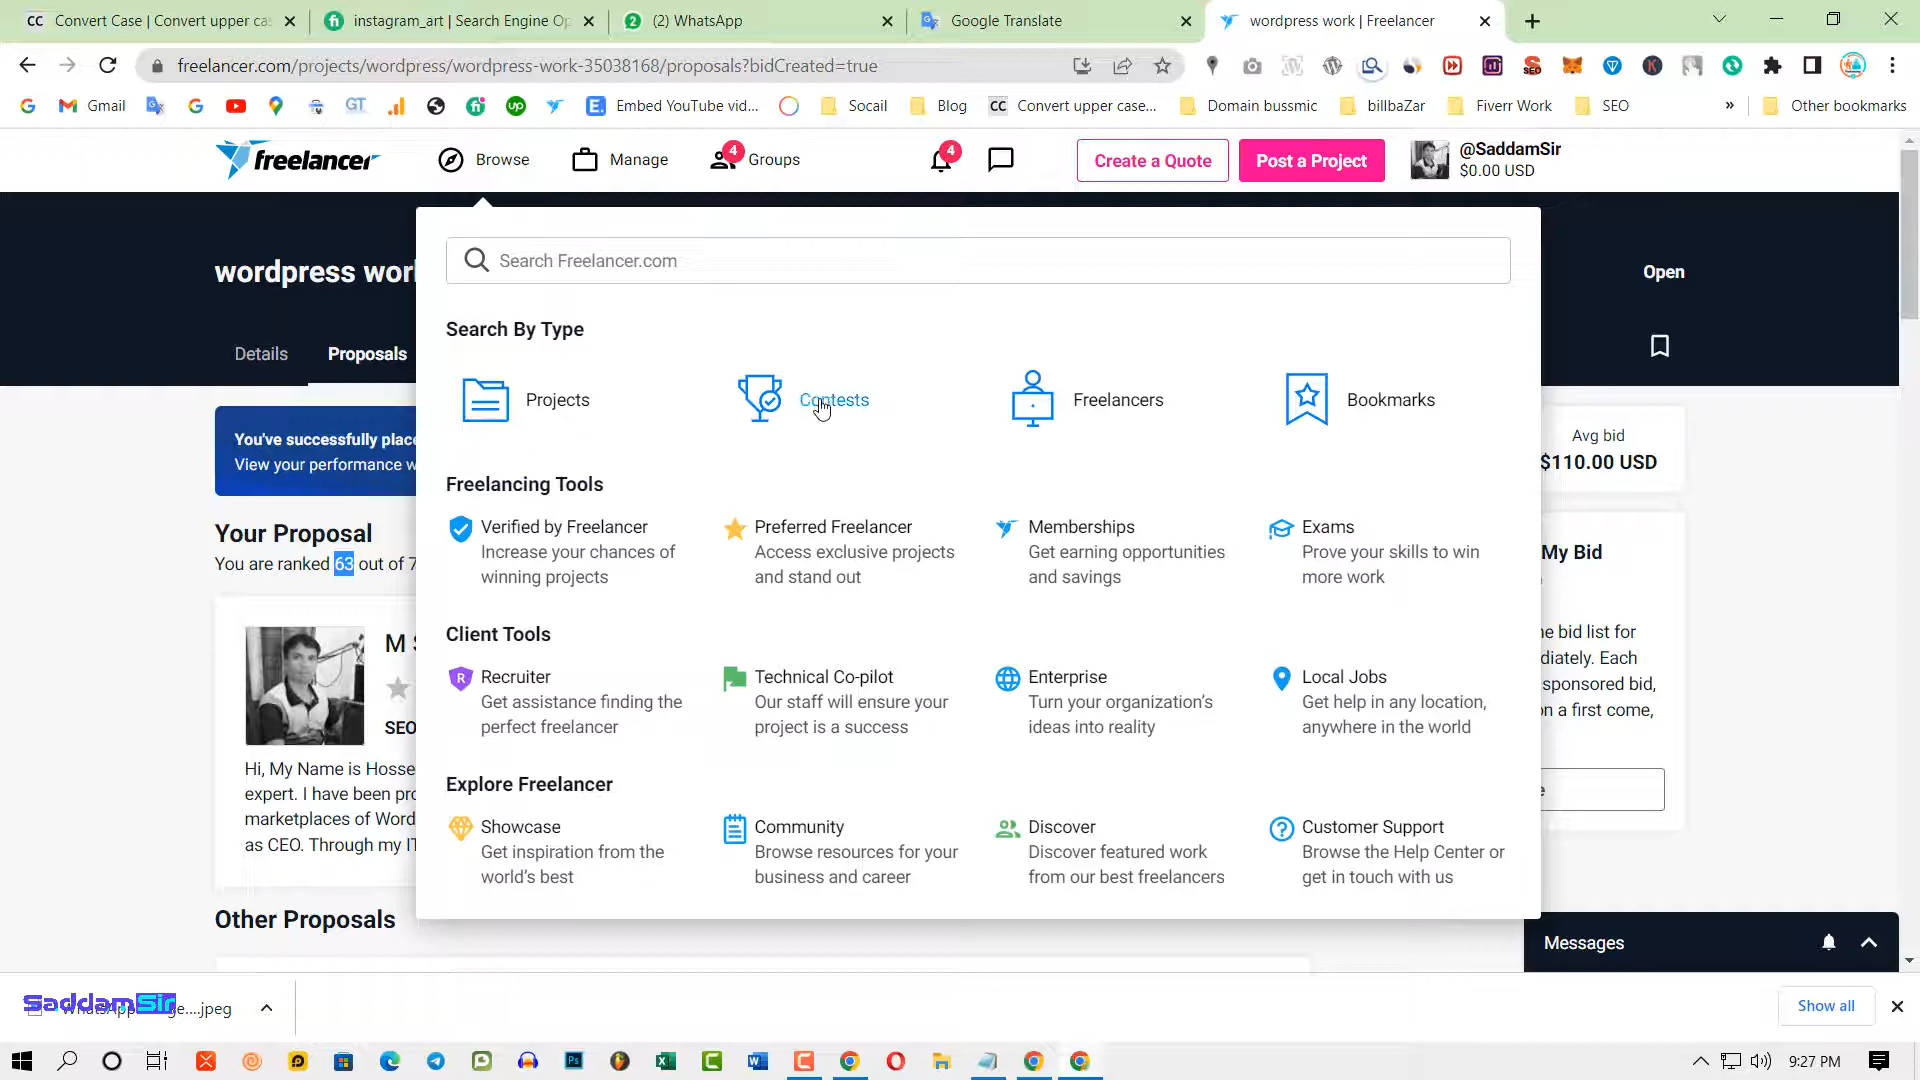 Convert Case | Convert upper ca
instagram_art | Search Engine Op
(2) WhatsApp
Google Translate
wordpress work | Freelancer
freelancer.com/projects/wordpress/wordpress-work-35038168/proposals?bidCreated=true
Gmail
Embed YouTube vid...
Socail
Blog
Convert upper case...
Domain bussmic
billbaZar
Fiverr Work
SEO
»
Other bookmarks
freelancer
Browse
Manage
4
Groups
4
Create a Quote
Post a Project
@SaddamSir
$0.00 USD
wordpress wor
Open
Details
Proposals
Search Freelancer.com
Search By Type
Projects
Contests
Freelancers
Bookmarks
You've successfully place
View your performance w
Avg bid
$110.00 USD
Freelancing Tools
Verified by Freelancer
Increase your chances of
winning projects
Preferred Freelancer
Access exclusive projects
and stand out
Memberships
Get earning opportunities
and savings
Exams
Prove your skills to win
more work
Your Proposal
You are ranked 63 out of 7
My Bid
Client Tools
Recruiter
Get assistance finding the
perfect freelancer
Technical Co-pilot
Our staff will ensure your
project is a success
Enterprise
Turn your organization's
ideas into reality
Local Jobs
Get help in any location,
anywhere in the world
M S
SEO
Hi, My Name is Hosse
expert. I have been pro
marketplaces of Word
as CEO. Through my IT
he bid list for
diately. Each
sponsored bid,
n a first come,
e
Explore Freelancer
Showcase
Get inspiration from the
world's best
Community
Browse resources for your
business and career
Discover
Discover featured work
from our best freelancers
Customer Support
Browse the Help Center or
get in touch with us
Other Proposals
Messages
SaddamSir
WhatsApp ...ge....jpeg
Show all
9:27 PM